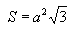 S = a²√3